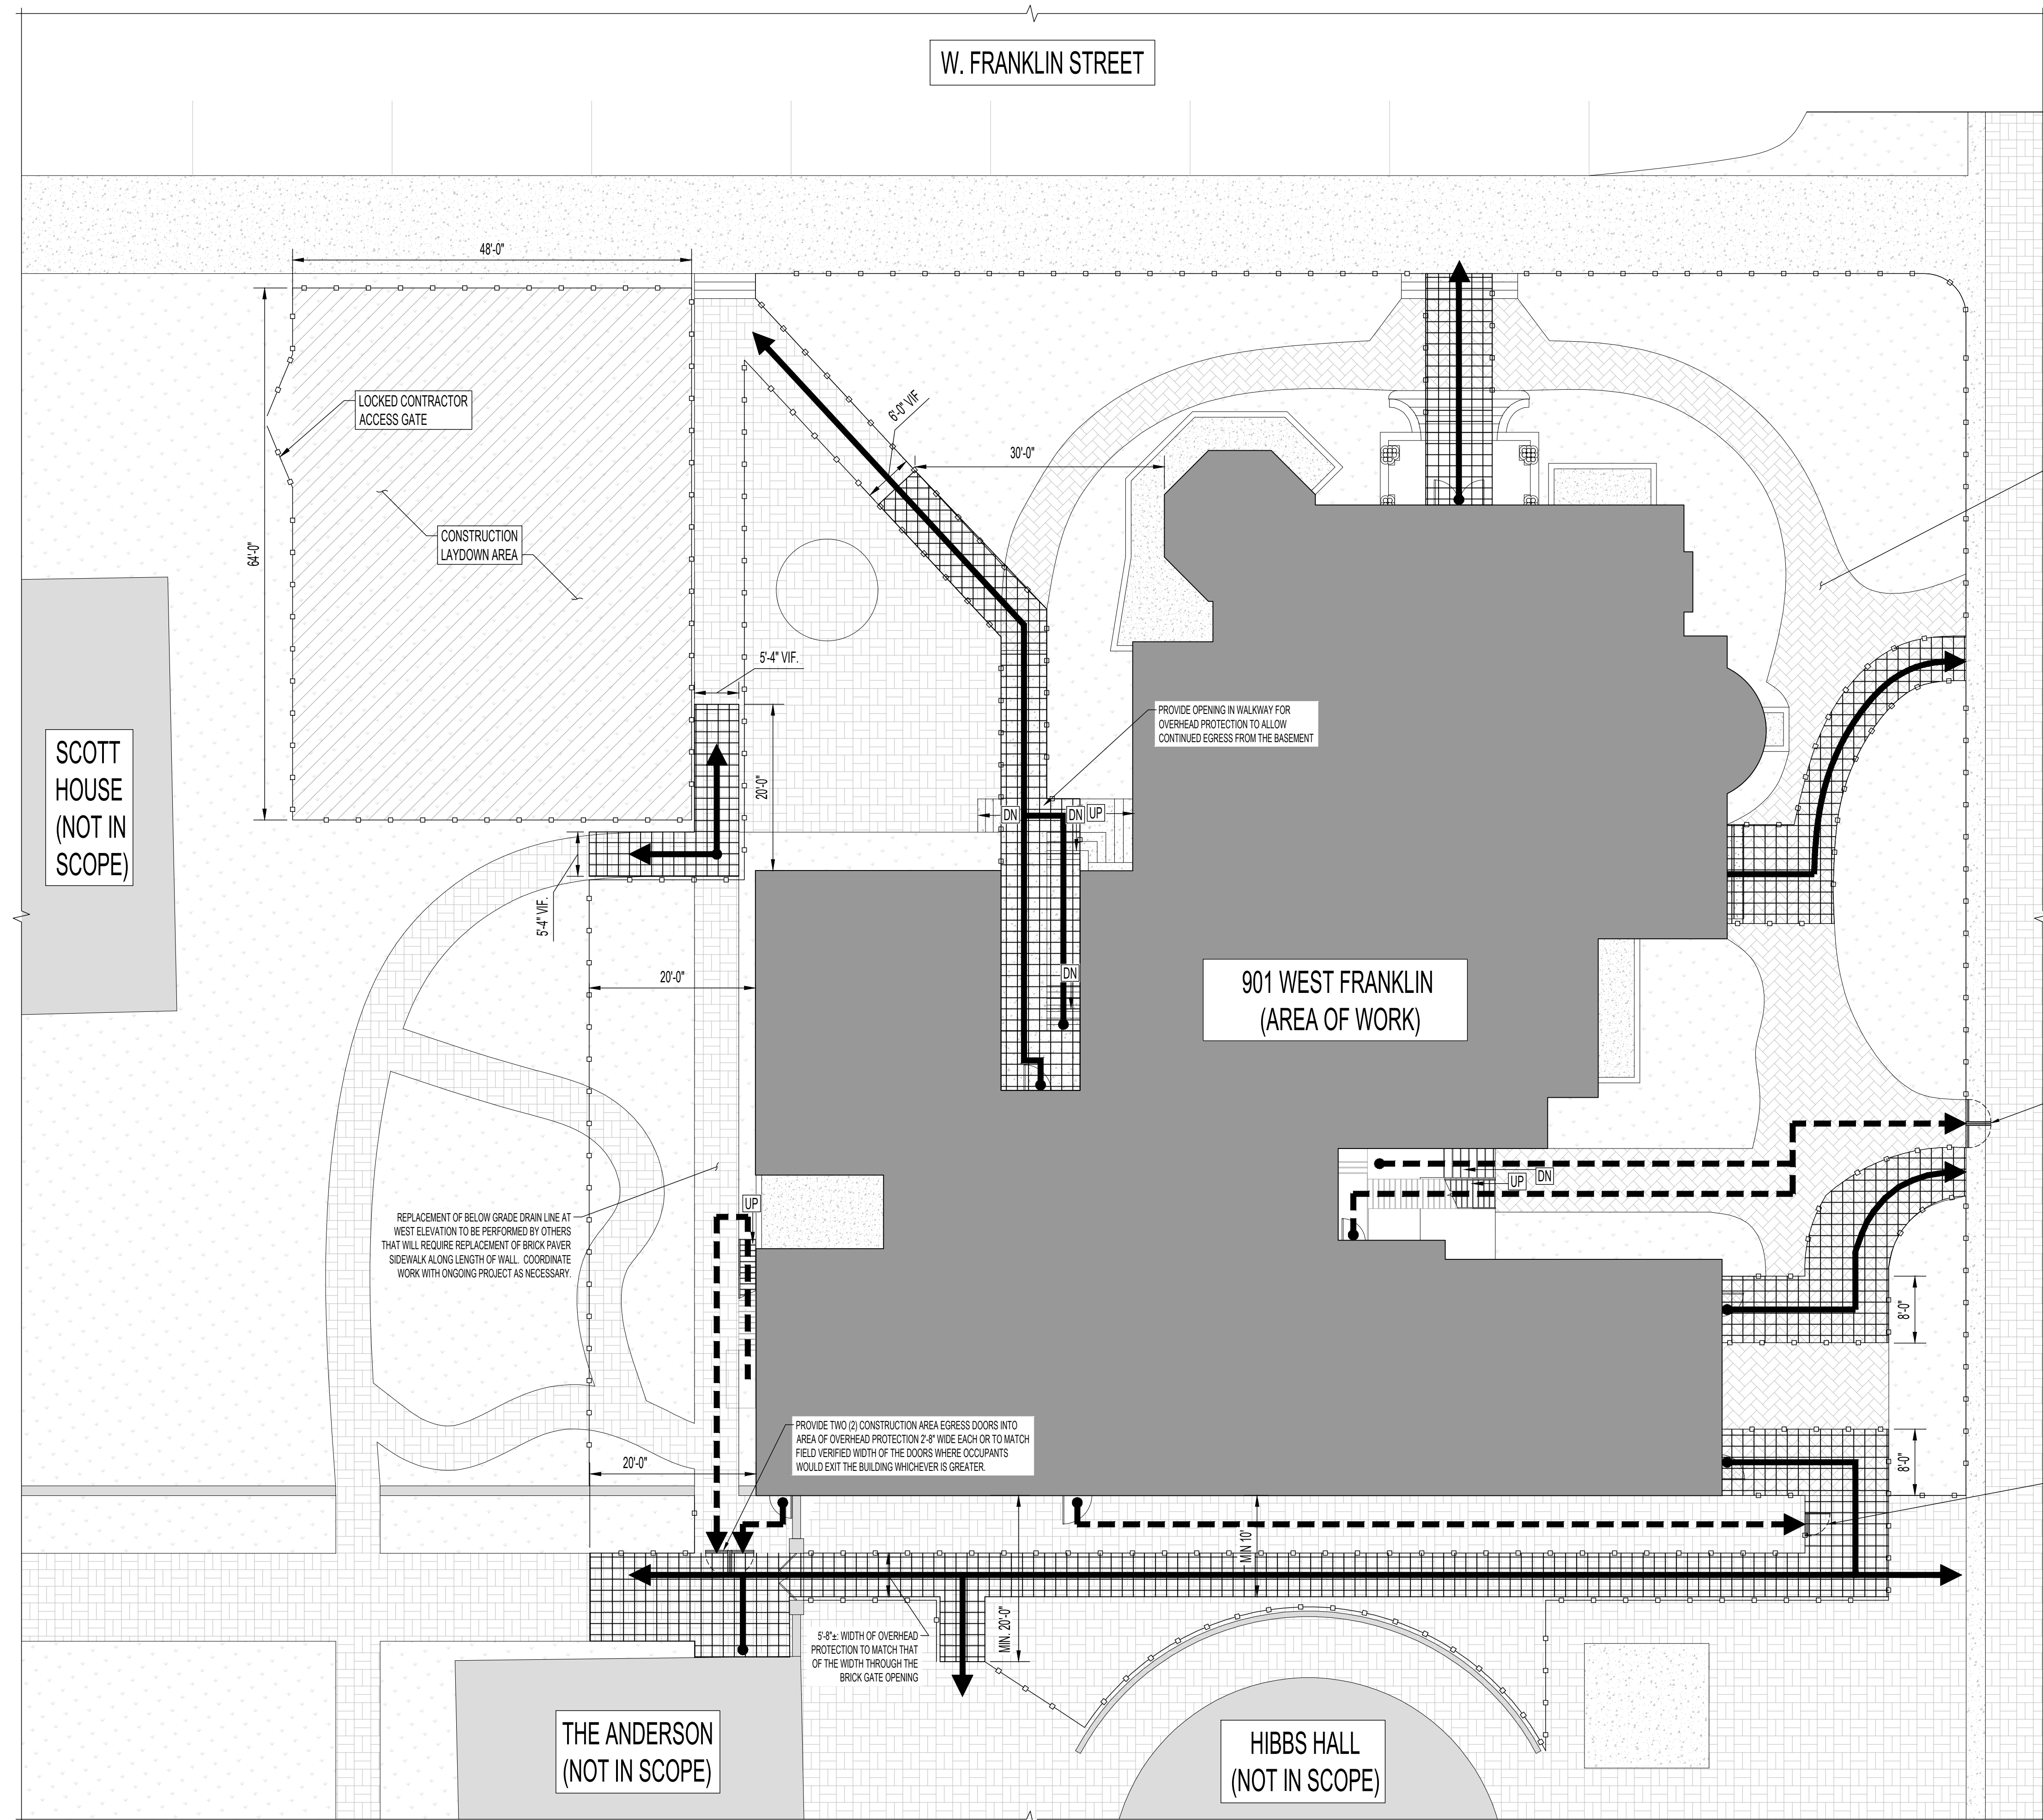 W. FRANKLIN STREET
48'-0"
LOCKED CONTRACTOR
ACCESS GATE
6'-0" VIF
30'-0"
CONSTRUCTION
LAYDOWN AREA
64'-0"
5'-4" VIF.
PROVIDE OPENING IN WALKWAY FOR
OVERHEAD PROTECTION TO ALLOW
CONTINUED EGRESS FROM THE BASEMENT
SCOTT
HOUSE
(NOT IN
SCOPE)
20'-0"
DN
DN
UP
5'-4" VIF.
20'-0"
DN
901 WEST FRANKLIN
(AREA OF WORK)
UP
DN
UP
REPLACEMENT OF BELOW GRADE DRAIN LINE AT
WEST ELEVATION TO BE PERFORMED BY OTHERS
THAT WILL REQUIRE REPLACEMENT OF BRICK PAVER
SIDEWALK ALONG LENGTH OF WALL. COORDINATE
WORK WITH ONGOING PROJECT AS NECESSARY.
8'-0"
PROVIDE TWO (2) CONSTRUCTION AREA EGRESS DOORS INTO
AREA OF OVERHEAD PROTECTION 2'-8" WIDE EACH OR TO MATCH
FIELD VERIFIED WIDTH OF THE DOORS WHERE OCCUPANTS
WOULD EXIT THE BUILDING WHICHEVER IS GREATER.
20'-0"
8'-0"
MIN 10'
MIN. 20'-0"
5'-8"±: WIDTH OF OVERHEAD
PROTECTION TO MATCH THAT
OF THE WIDTH THROUGH THE
BRICK GATE OPENING
THE ANDERSON
(NOT IN SCOPE)
HIBBS HALL
(NOT IN SCOPE)